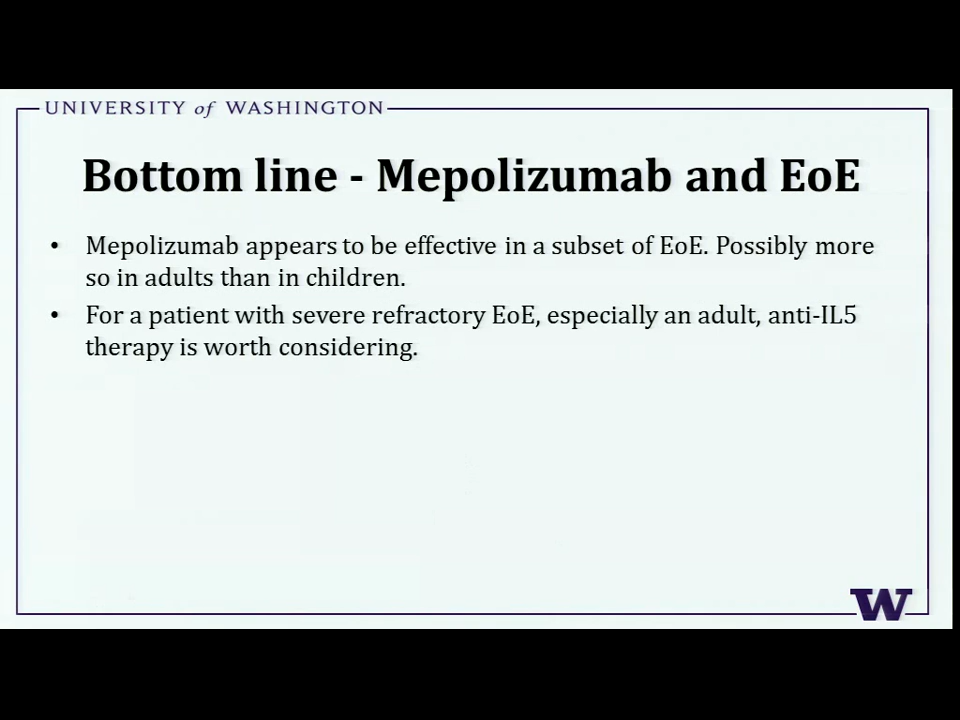 UNIVERSITY of WASHINGTON
Bottom line - Mepolizumab and EoE
• Mepolizumab appears to be effective in a subset of EoE. Possibly more
so in adults than in children.
• For a patient with severe refractory EoE, especially an adult, anti-IL5
therapy is worth considering.
W